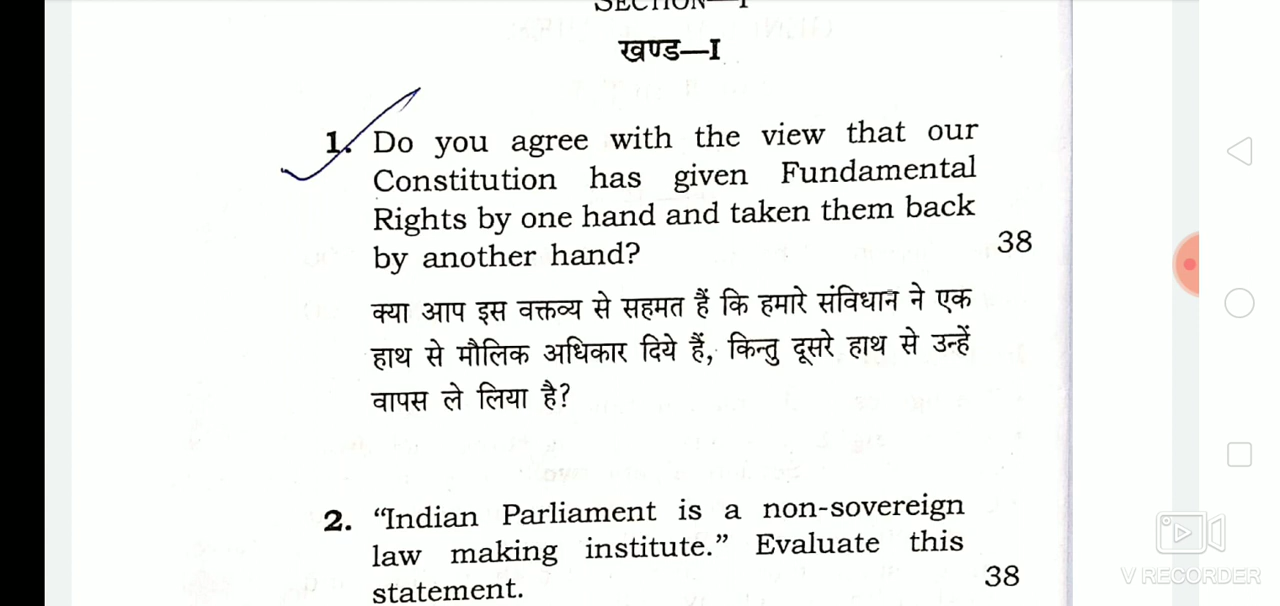 SECTION—I
खण्ड—I
1. Do you agree with the view that our
Constitution has given Fundamental
Rights by one hand and taken them back
by another hand? 38
क्या आप इस वक्तव्य से सहमत हैं कि हमारे संविधान ने एक
हाथ से मौलिक अधिकार दिये हैं, किन्तु दूसरे हाथ से उन्हें
वापस ले लिया है?
2. “Indian Parliament is a non-sovereign
law making institute.” Evaluate this
statement. 38
V RECORDER